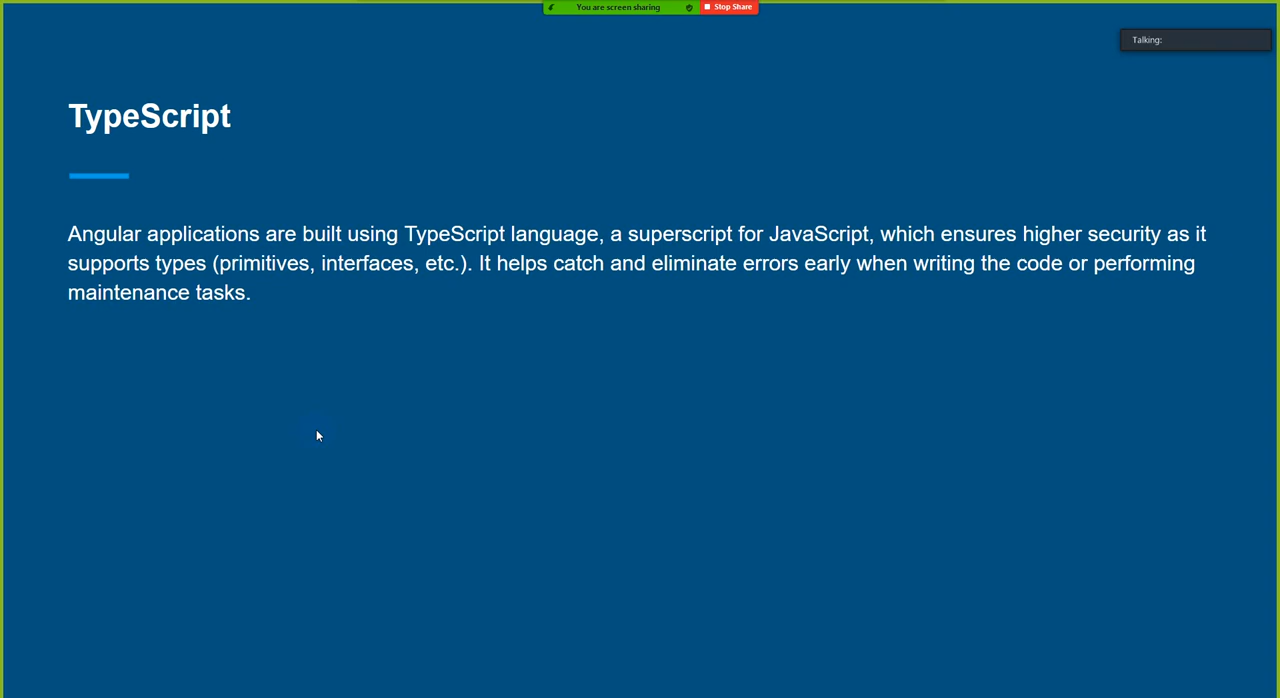 You are screen sharing
Stop Share
Talking:
TypeScript
Angular applications are built using TypeScript language, a superscript for JavaScript, which ensures higher security as it
supports types (primitives, interfaces, etc.). It helps catch and eliminate errors early when writing the code or performing
maintenance tasks.